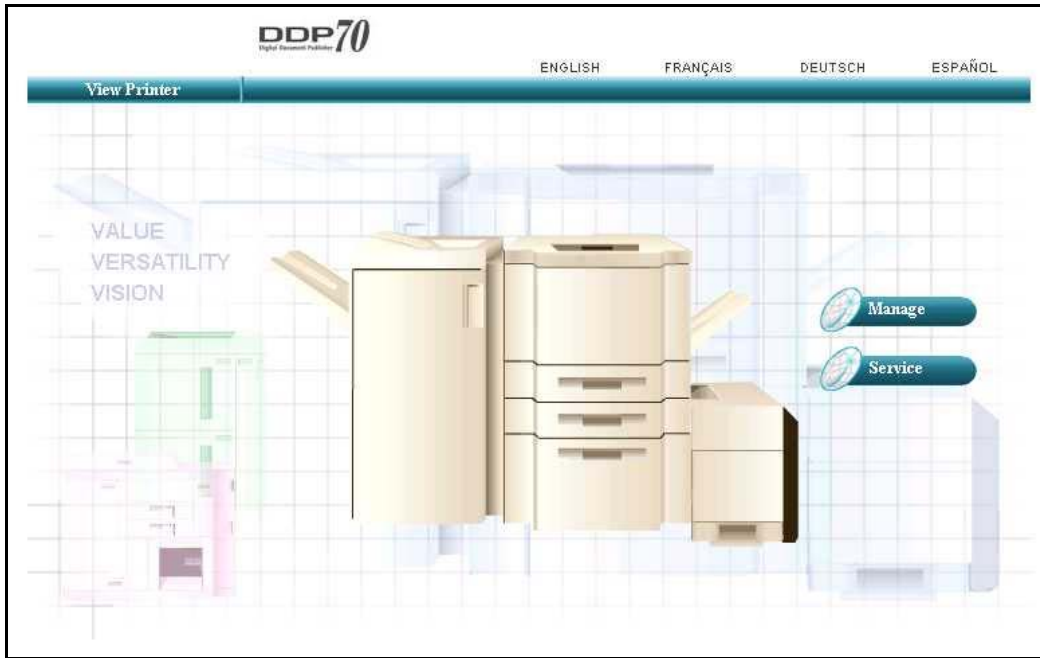 DDP70
Digital Document Publisher
ENGLISH FRANÇAIS DEUTSCH ESPAÑOL
View Printer
VALUE
VERSATILITY
VISION
Manage
Service